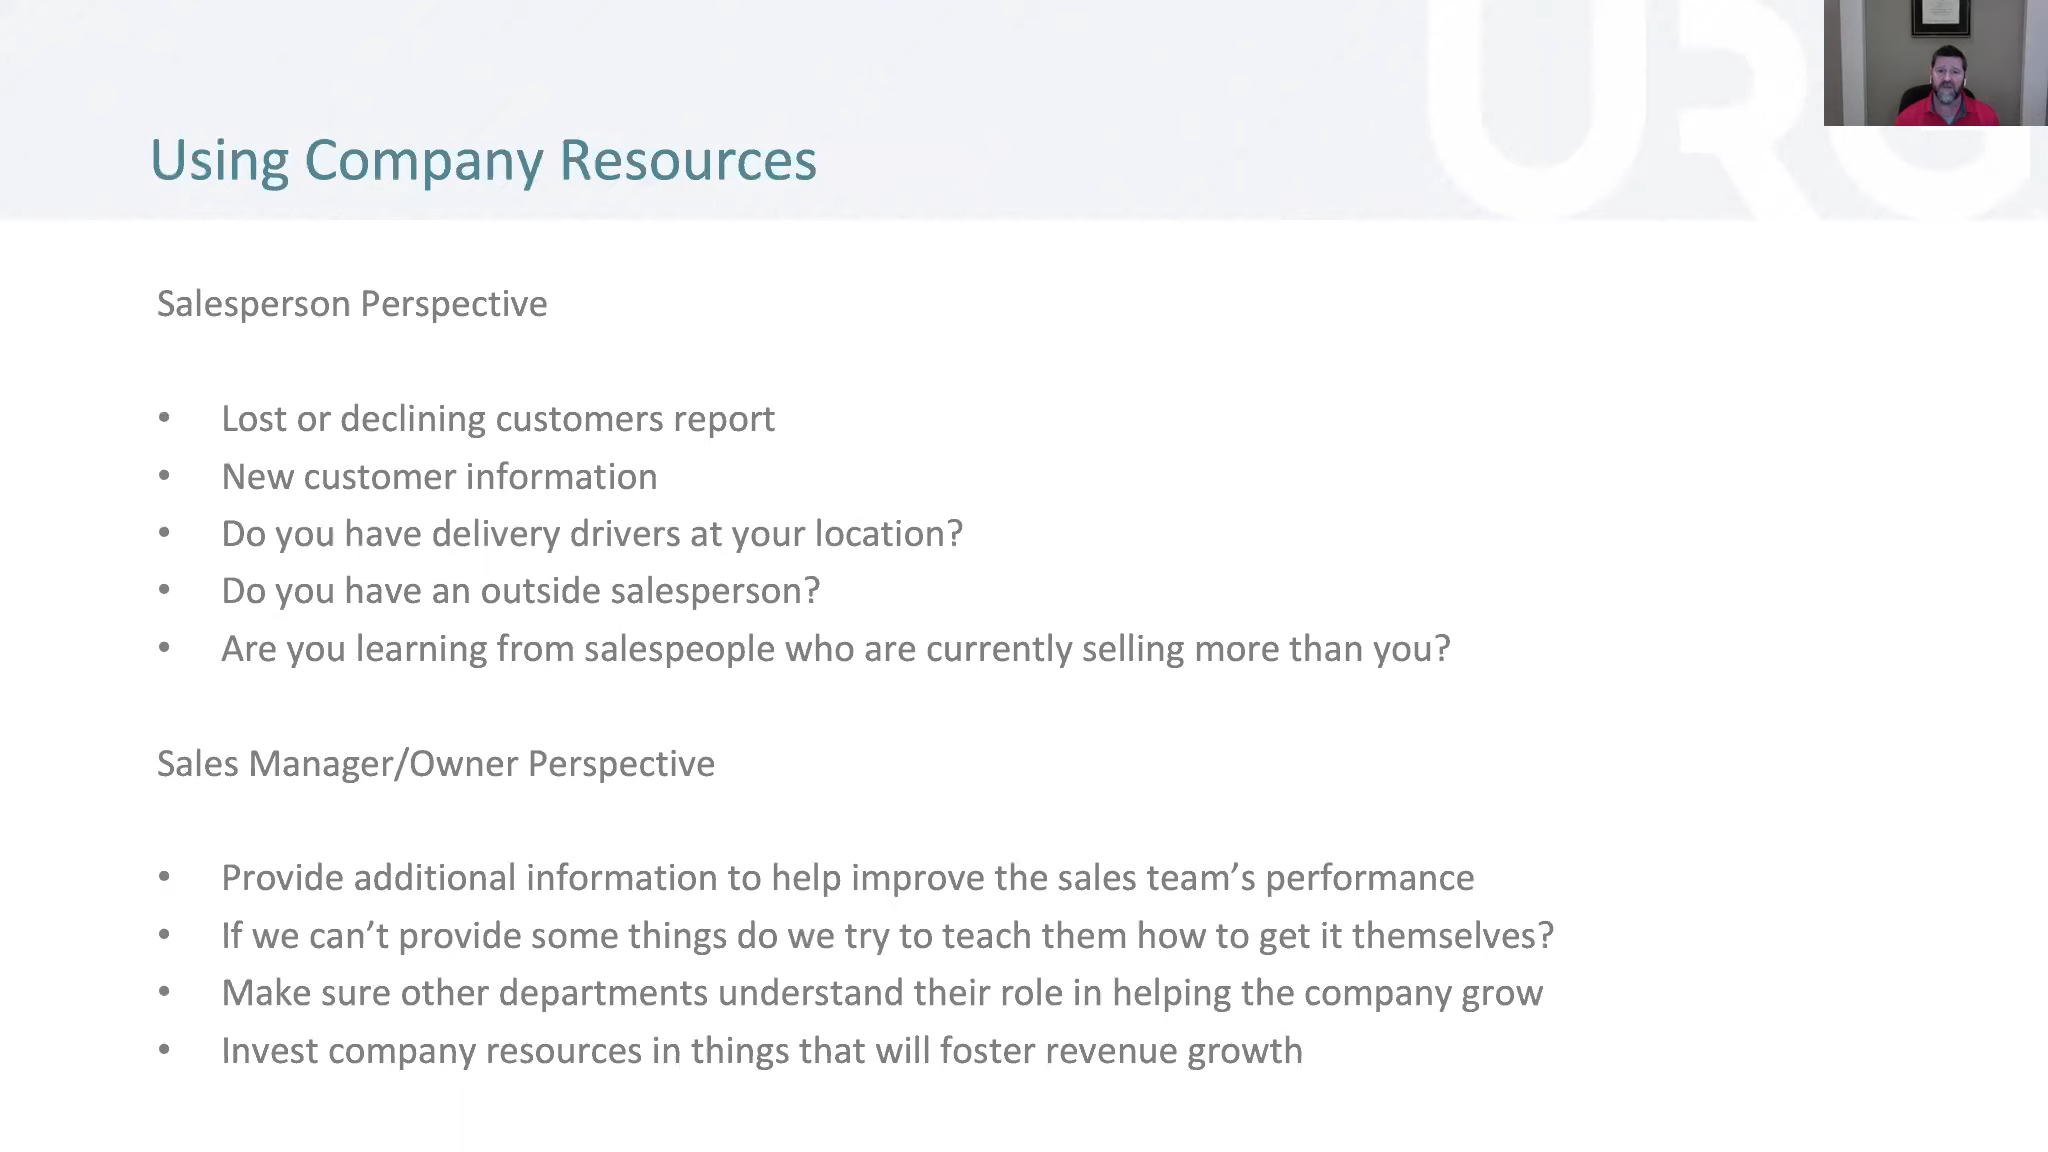 URG
Using Company Resources
Salesperson Perspective
• Lost or declining customers report
• New customer information
• Do you have delivery drivers at your location?
• Do you have an outside salesperson?
• Are you learning from salespeople who are currently selling more than you?
Sales Manager/Owner Perspective
• Provide additional information to help improve the sales team’s performance
• If we can’t provide some things do we try to teach them how to get it themselves?
• Make sure other departments understand their role in helping the company grow
• Invest company resources in things that will foster revenue growth